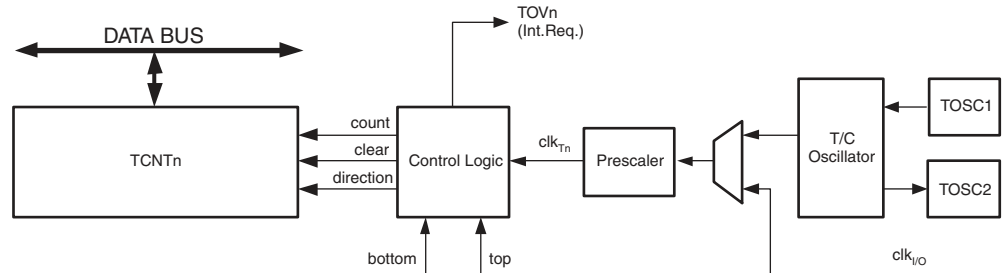 TOVn
(Int.Req.)
DATA BUS
TCNTn
count
clear
direction
Control Logic
clkTn
Prescaler
T/C
Oscillator
TOSC1
TOSC2
bottom
top
clkI/O